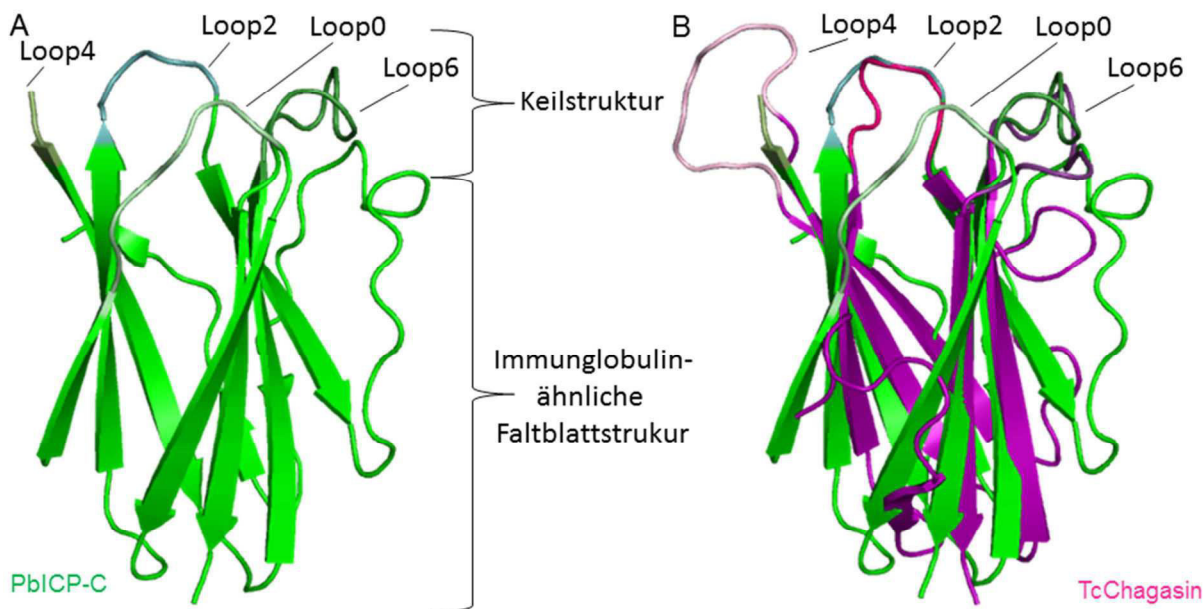 A
Loop4
Loop2
Loop0
Loop6
Keilstruktur
Immunglobulin-
ähnliche
Faltblattstrukur
PbICP-C
B
Loop4
Loop2
Loop0
Loop6
TcChagasin